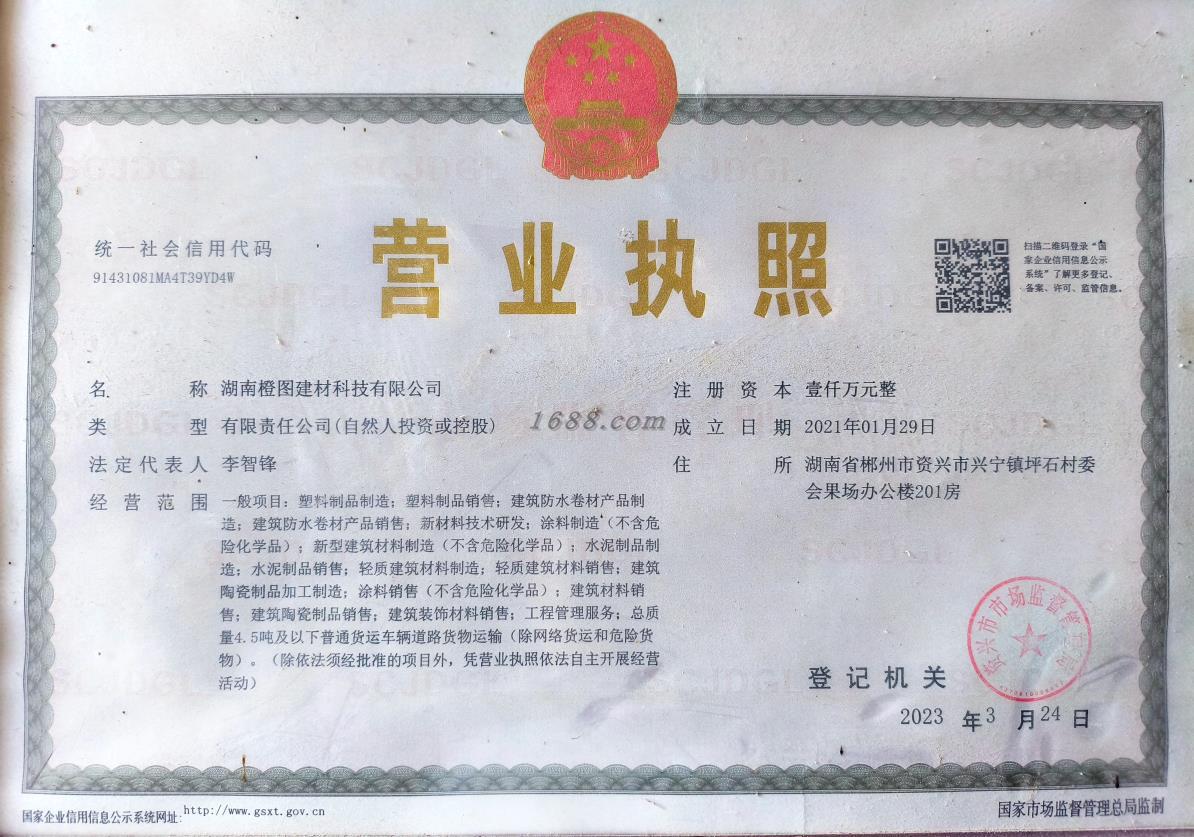 营业执照
统一社会信用代码
91431081MA4T39YD4W
扫描二维码登录“国
家企业信用信息公示
系统”了解更多登记、
备案、许可、监管信息。
名 称 湖南橙图建材科技有限公司
类 型 有限责任公司(自然人投资或控股)
法定代表人 李智锋
经营范围 一般项目：塑料制品制造；塑料制品销售；建筑防水卷材产品制
造；建筑防水卷材产品销售；新材料技术研发；涂料制造（不含危
险化学品）；新型建筑材料制造（不含危险化学品）；水泥制品制
造；水泥制品销售；轻质建筑材料制造；轻质建筑材料销售；建筑
陶瓷制品加工制造；涂料销售（不含危险化学品）；建筑材料销
售；建筑陶瓷制品销售；建筑装饰材料销售；工程管理服务；总质
量4.5吨及以下普通货运车辆道路货物运输（除网络货运和危险货
物）。（除依法须经批准的项目外，凭营业执照依法自主开展经营
活动）
1688.com
注册资本 壹仟万元整
成立日期 2021年01月29日
住 所 湖南省郴州市资兴市兴宁镇坪石村委
会果场办公楼201房
资兴市市场监督管理局
登记机关
2023 年 3 月 24 日
国家企业信用信息公示系统网址: http://www.gsxt.gov.cn
国家市场监督管理总局监制